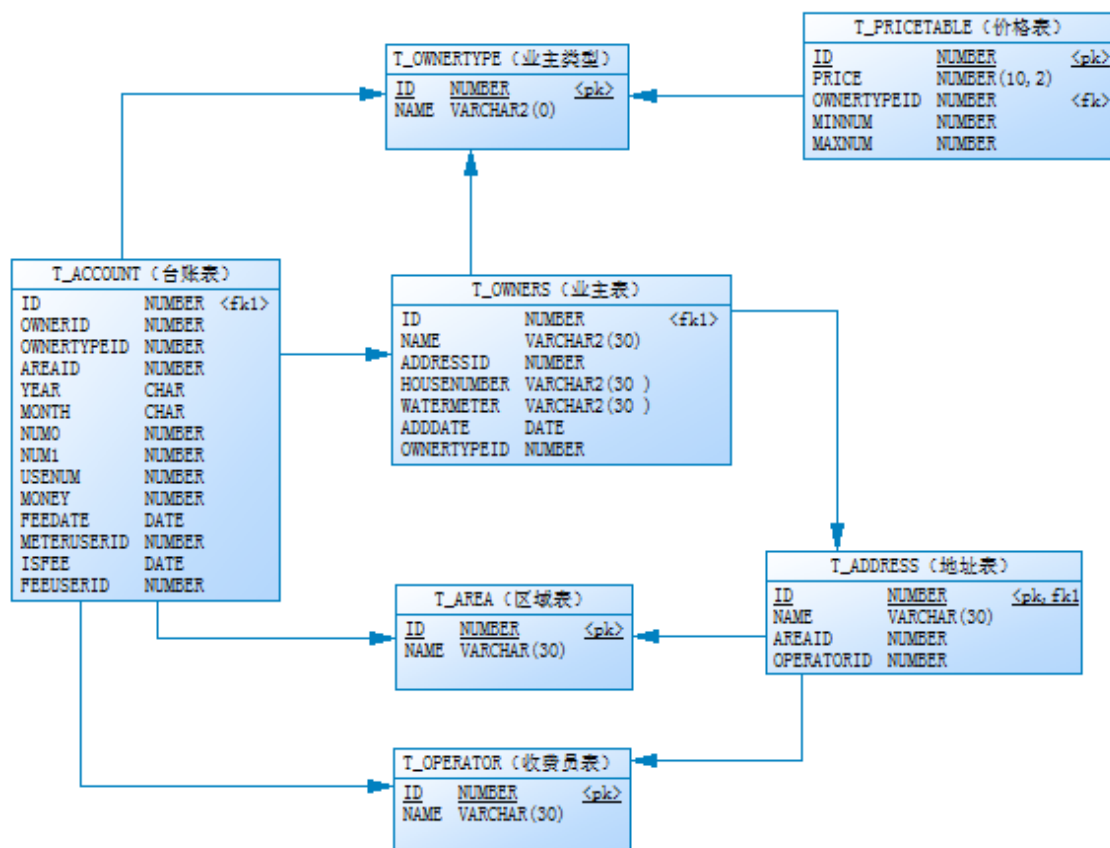 T_PRICETABLE（价格表）
ID NUMBER <pk>
PRICE NUMBER(10,2)
OWNERTYPEID NUMBER <fk>
MINNUM NUMBER
MAXNUM NUMBER
T_OWNERTYPE（业主类型）
ID NUMBER <pk>
NAME VARCHAR2(0)
T_ACCOUNT（台账表）
ID NUMBER <fk1>
OWNERID NUMBER
OWNERTYPEID NUMBER
AREAID NUMBER
YEAR CHAR
MONTH CHAR
NUM0 NUMBER
NUM1 NUMBER
USENUM NUMBER
MONEY NUMBER
FEEDATE DATE
METERUSERID NUMBER
ISFEE DATE
FEEUSERID NUMBER
T_OWNERS（业主表）
ID NUMBER <fk1>
NAME VARCHAR2(30)
ADDRESSID NUMBER
HOUSENUMBER VARCHAR2(30 )
WATERMETER VARCHAR2(30 )
ADDDATE DATE
OWNERTYPEID NUMBER
T_ADDRESS（地址表）
ID NUMBER <pk,fk1
NAME VARCHAR(30)
AREAID NUMBER
OPERATORID NUMBER
T_AREA（区域表）
ID NUMBER <pk>
NAME VARCHAR(30)
T_OPERATOR（收费员表）
ID NUMBER <pk>
NAME VARCHAR(30)